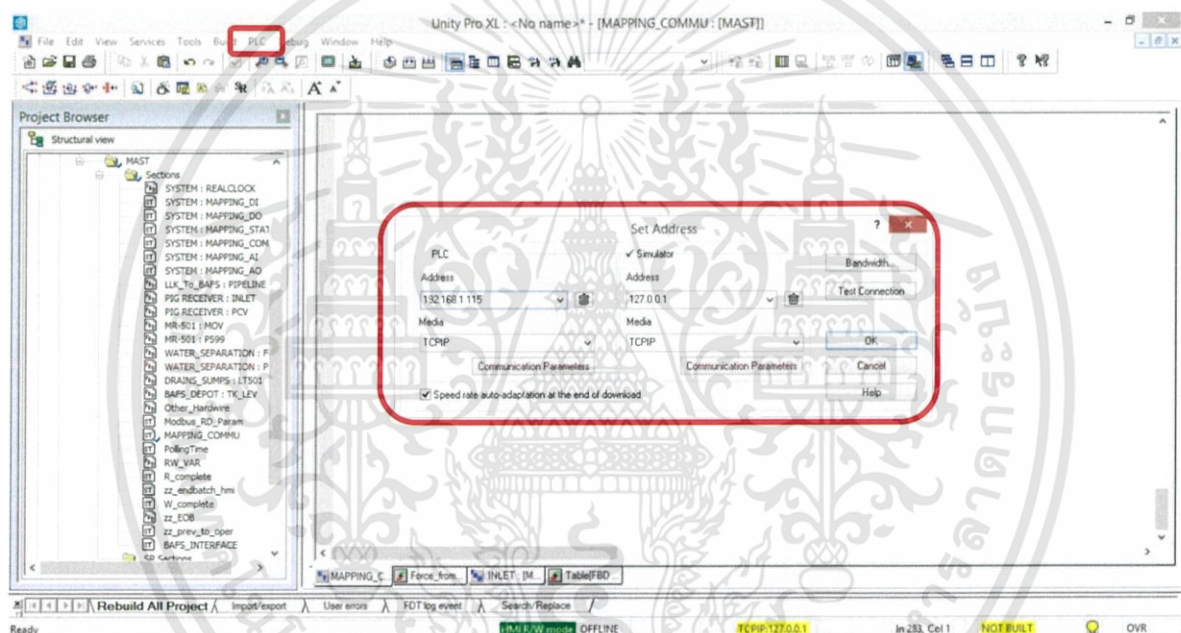 Unity Pro XL : <No name>* - [MAPPING_COMMU : [MAST]]
File Edit View Services Tools Build PLC Debug Window Help
Project Browser
Structural view
MAST
Sections
SYSTEM : REALCLOCK
SYSTEM : MAPPING_DI
SYSTEM : MAPPING_DO
SYSTEM : MAPPING_STAT
SYSTEM : MAPPING_COM
SYSTEM : MAPPING_AI
SYSTEM : MAPPING_AO
LLK_To_BAFS : PIPELINE
PIG RECEIVER : INLET
PIG RECEIVER : PCV
MR-501 : MOV
MR-501 : P599
WATER_SEPARATION : F
WATER_SEPARATION : P
DRAINS_SUMPS : LT501
BAFS_DEPOT : TK_LEV
Other_Hardwire
Modbus_RD_Param
MAPPING_COMMU
PollingTime
RW_VAR
R_complete
zz_endbatch_hmi
W_complete
zz_EOB
zz_prev_to_oper
BAFS_INTERFACE
SR Sections
Set Address ?
PLC ✓ Simulator
Bandwidth...
Address Address
192.168.1.115 127.0.0.1
Test Connection
Media Media
TCPIP TCPIP
OK
Communication Parameters Communication Parameters
Cancel
Speed rate auto-adaptation at the end of download
Help
MAPPING_C... Force_from... INLET : [M... Table[FBD ...
Rebuild All Project Import/export User errors FDT log event Search/Replace
Ready HMI R/W mode OFFLINE TCPIP:127.0.0.1 ln 283, Col 1 NOT BUILT OVR